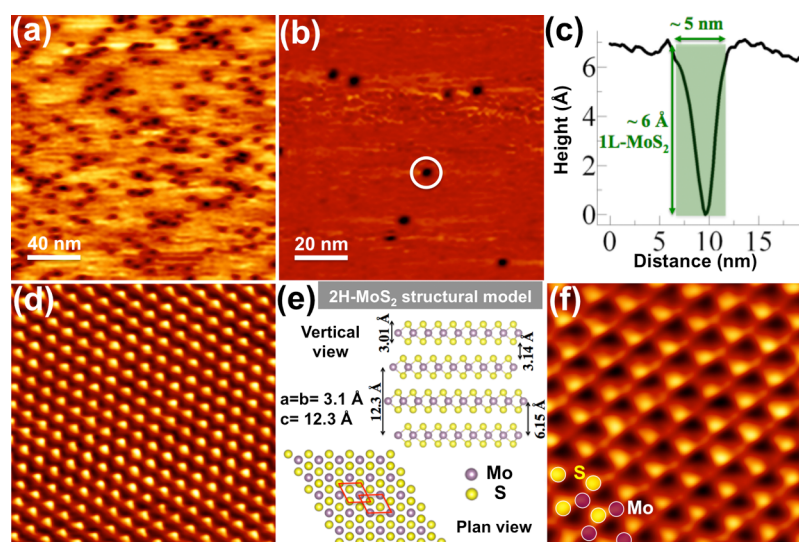 (a)
40 nm
(b)
20 nm
(c)
~ 5 nm
~ 6 Å
1L-MoS₂
Height (Å)
6
4
2
0
0
5
10
15
Distance (nm)
(d)
(e)
2H-MoS₂ structural model
Vertical
view
3.01 Å
3.14 Å
a=b= 3.1 Å
c= 12.3 Å
12.3 Å
6.15 Å
Mo
S
Plan view
(f)
S
Mo